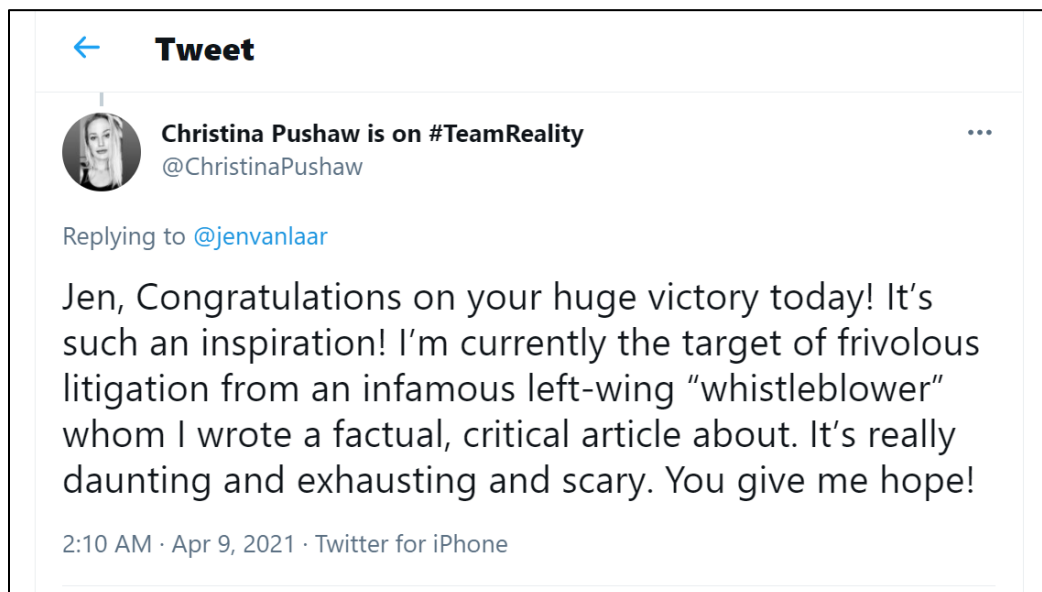 ← Tweet
Christina Pushaw is on #TeamReality
@ChristinaPushaw
Replying to @jenvanlaar
Jen, Congratulations on your huge victory today! It’s
such an inspiration! I’m currently the target of frivolous
litigation from an infamous left-wing “whistleblower”
whom I wrote a factual, critical article about. It’s really
daunting and exhausting and scary. You give me hope!
2:10 AM · Apr 9, 2021 · Twitter for iPhone